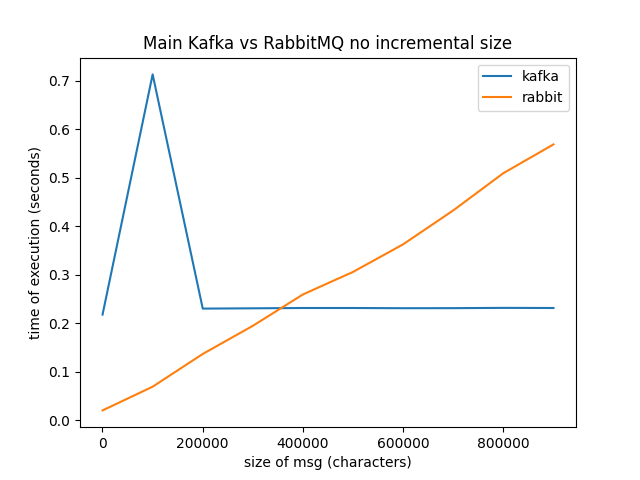 Main Kafka vs RabbitMQ no incremental size
kafka
rabbit
time of execution (seconds)
0.7
0.6
0.5
0.4
0.3
0.2
0.1
0.0
0 200000 400000 600000 800000
size of msg (characters)